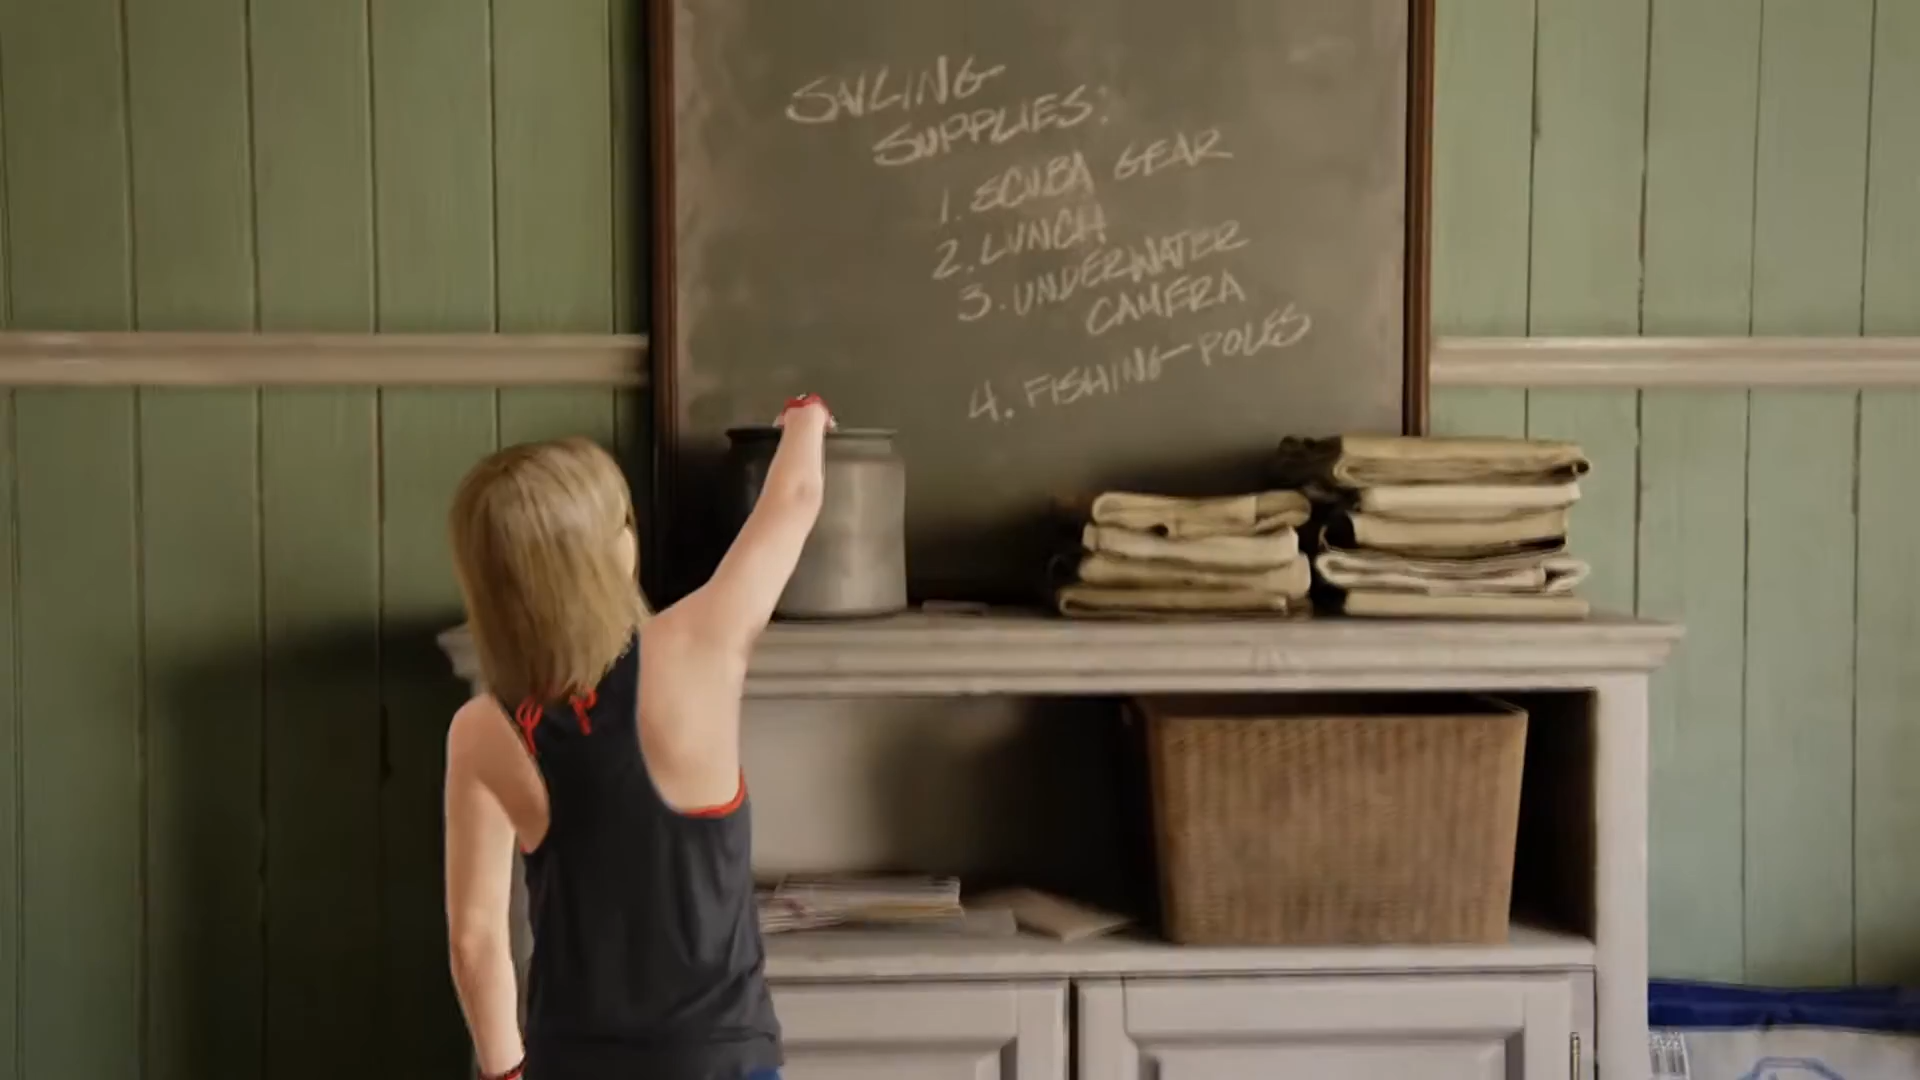 SAILING
SUPPLIES:
1. SCUBA GEAR
2. LUNCH
3. UNDERWATER
CAMERA
4. FISHING POLES